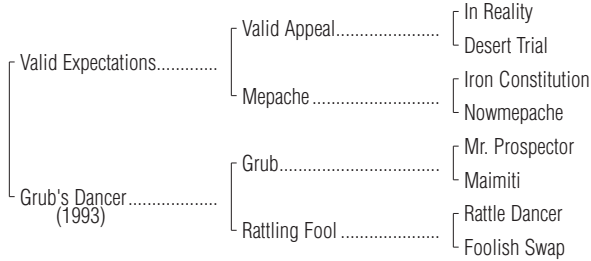 In Reality
Valid Appeal
Desert Trial
Valid Expectations
Iron Constitution
Mepache
Nowmepache
Mr. Prospector
Grub
Maimiti
Grub's Dancer
(1993)
Rattle Dancer
Rattling Fool
Foolish Swap